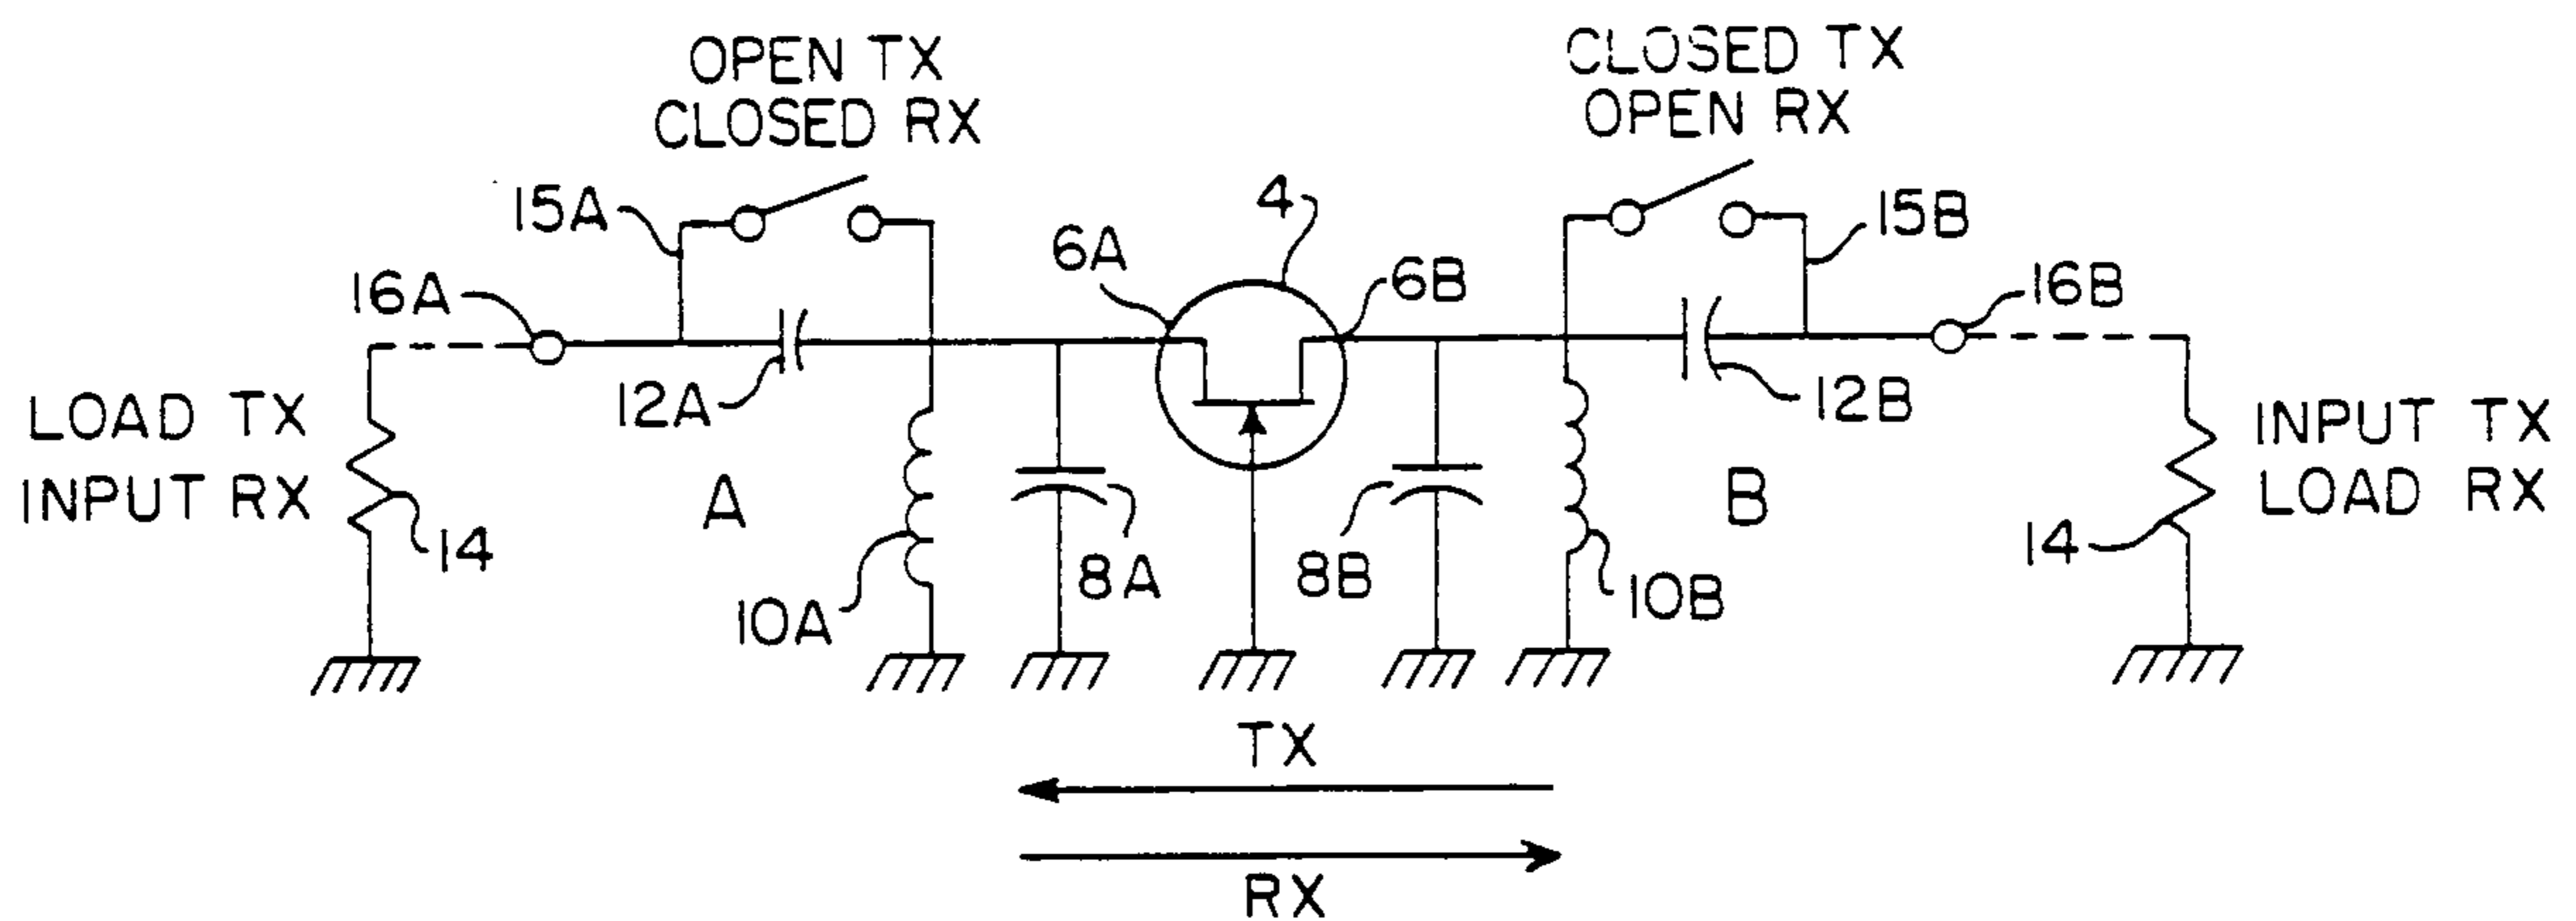 OPEN TX
CLOSED RX
CLOSED TX
OPEN RX
15A
4
15B
6A
6B
16A
16B
12A
12B
LOAD TX
INPUT RX
INPUT TX
LOAD RX
A
B
14
14
8A
8B
10A
10B
TX
RX